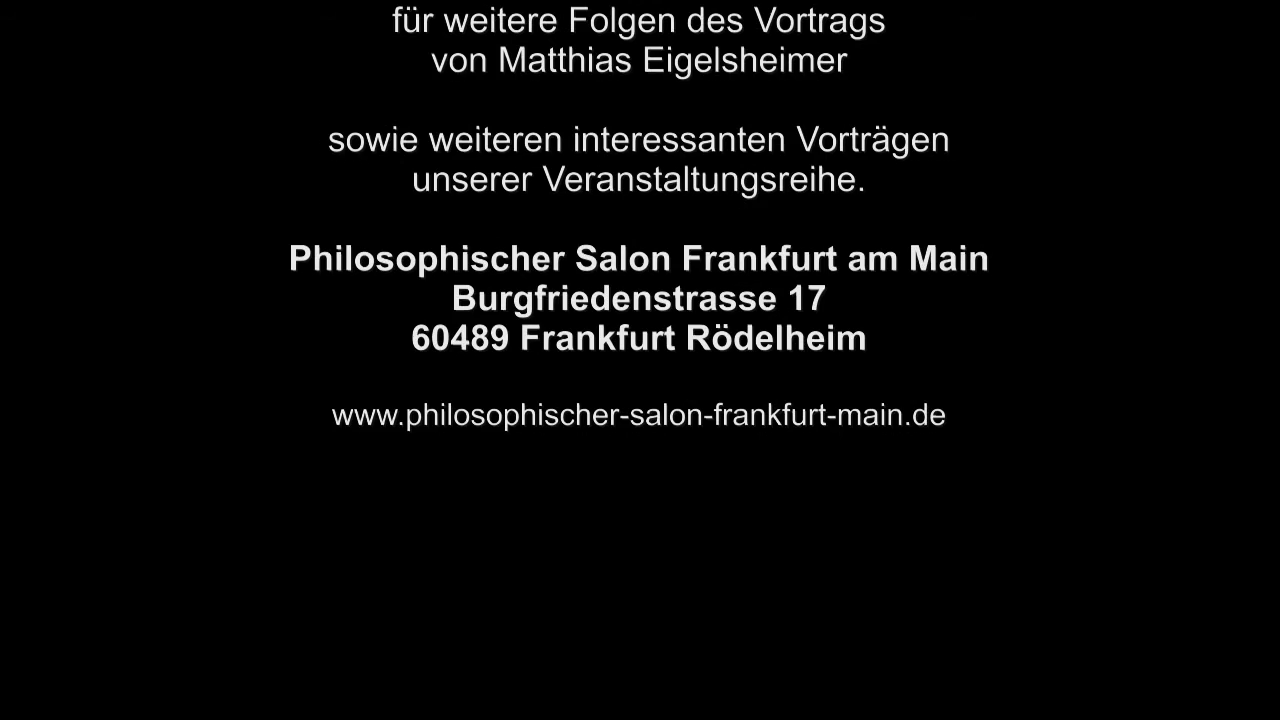 für weitere Folgen des Vortrags
von Matthias Eigelsheimer
sowie weiteren interessanten Vorträgen
unserer Veranstaltungsreihe.
Philosophischer Salon Frankfurt am Main
Burgfriedenstrasse 17
60489 Frankfurt Rödelheim
www.philosophischer-salon-frankfurt-main.de